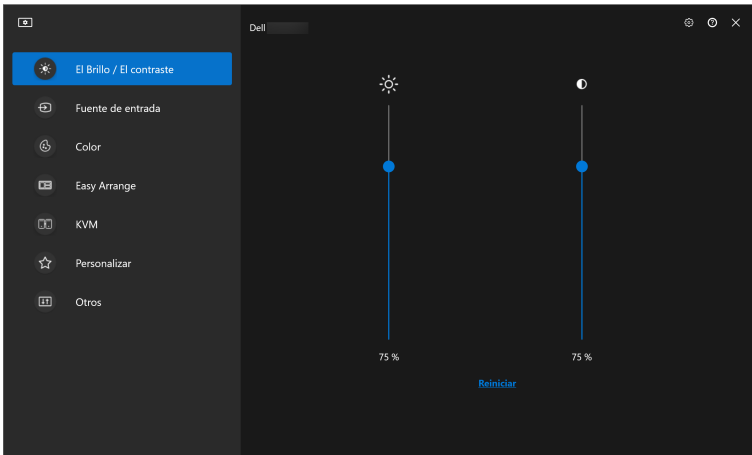 Dell
El Brillo / El contraste
Fuente de entrada
Color
Easy Arrange
KVM
Personalizar
Otros
75 %
75 %
Reiniciar